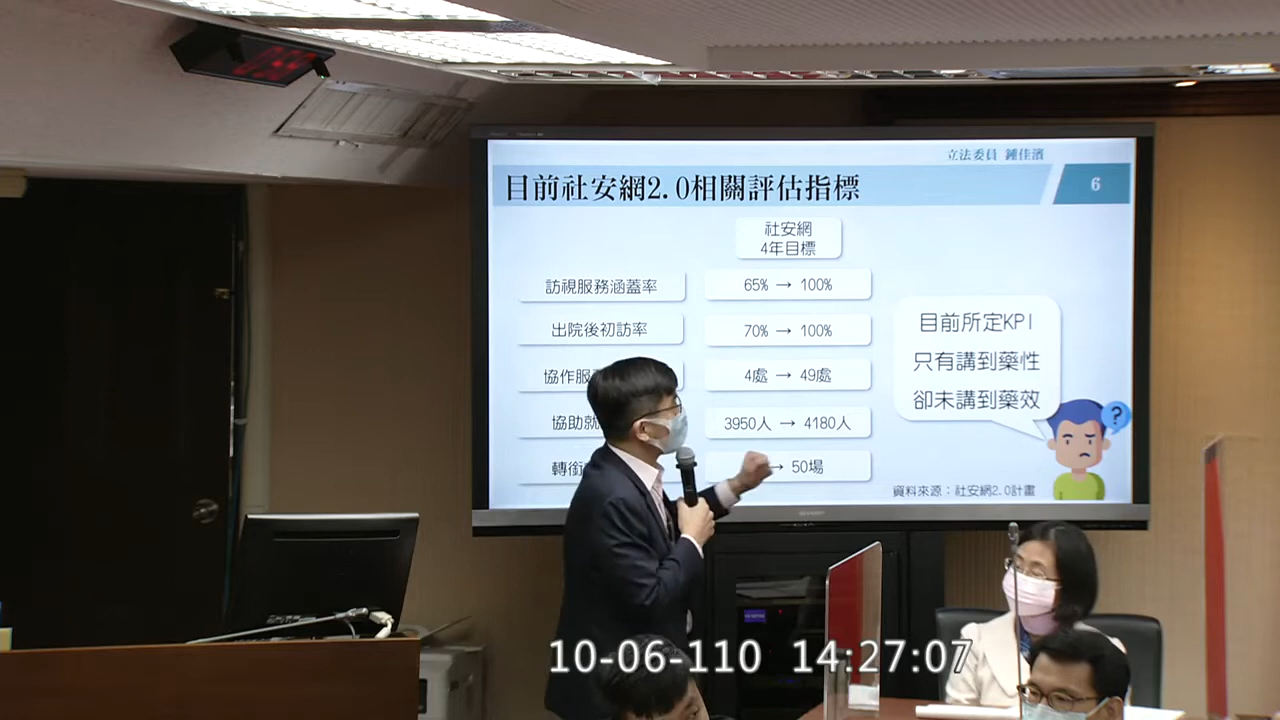 立法委員 鍾佳濱
目前社安網2.0相關評估指標
6
社安網
4年目標
訪視服務涵蓋率
65% → 100%
出院後初訪率
70% → 100%
協作服
4處 → 49處
協助就
3950人 → 4180人
轉銜
→ 50場
目前所定KPI
只有講到藥性
卻未講到藥效
?
資料來源:社安網2.0計畫
SHARP
10-06-110 14:27:07